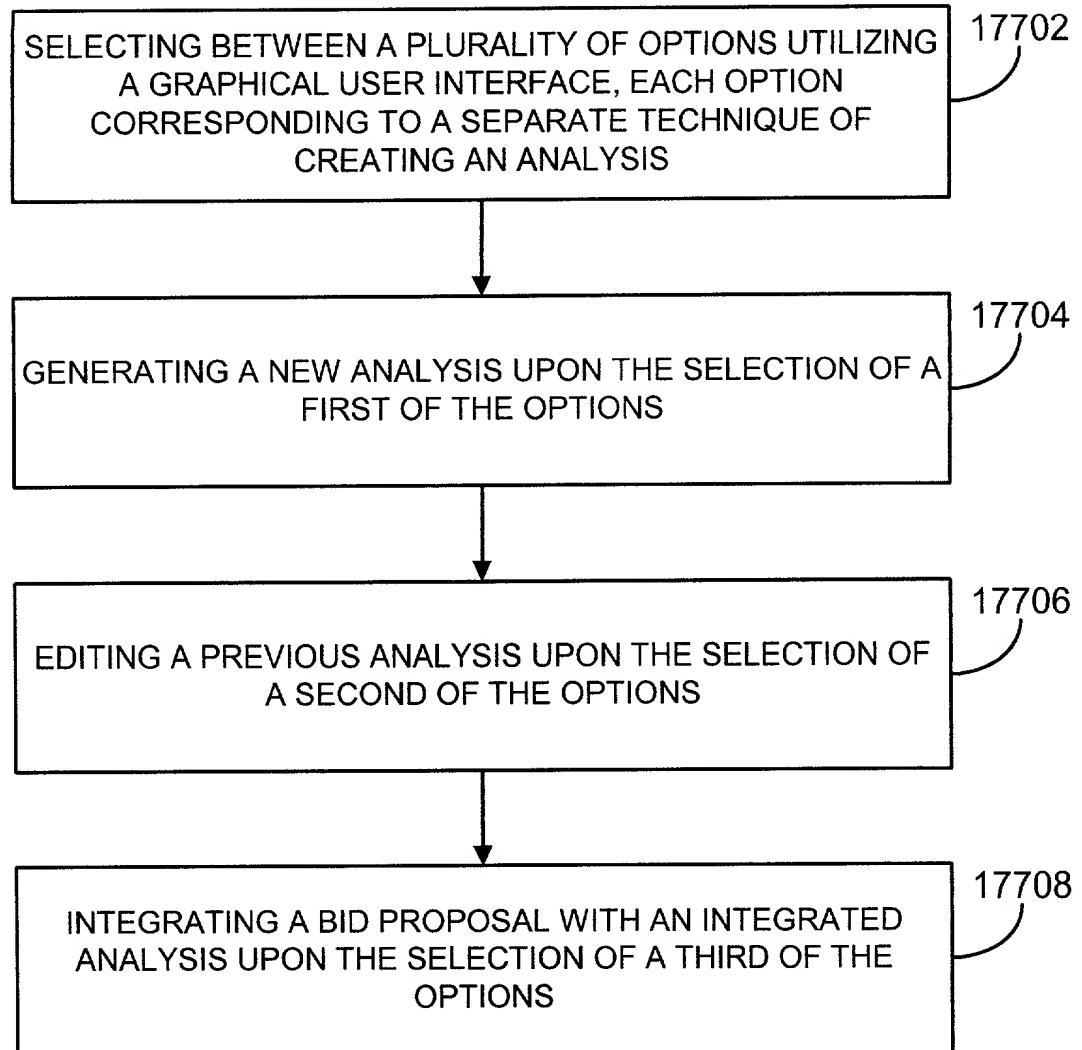 SELECTING BETWEEN A PLURALITY OF OPTIONS UTILIZING
A GRAPHICAL USER INTERFACE, EACH OPTION
CORRESPONDING TO A SEPARATE TECHNIQUE OF
CREATING AN ANALYSIS
17702
GENERATING A NEW ANALYSIS UPON THE SELECTION OF A
FIRST OF THE OPTIONS
17704
EDITING A PREVIOUS ANALYSIS UPON THE SELECTION OF
A SECOND OF THE OPTIONS
17706
INTEGRATING A BID PROPOSAL WITH AN INTEGRATED
ANALYSIS UPON THE SELECTION OF A THIRD OF THE
OPTIONS
17708